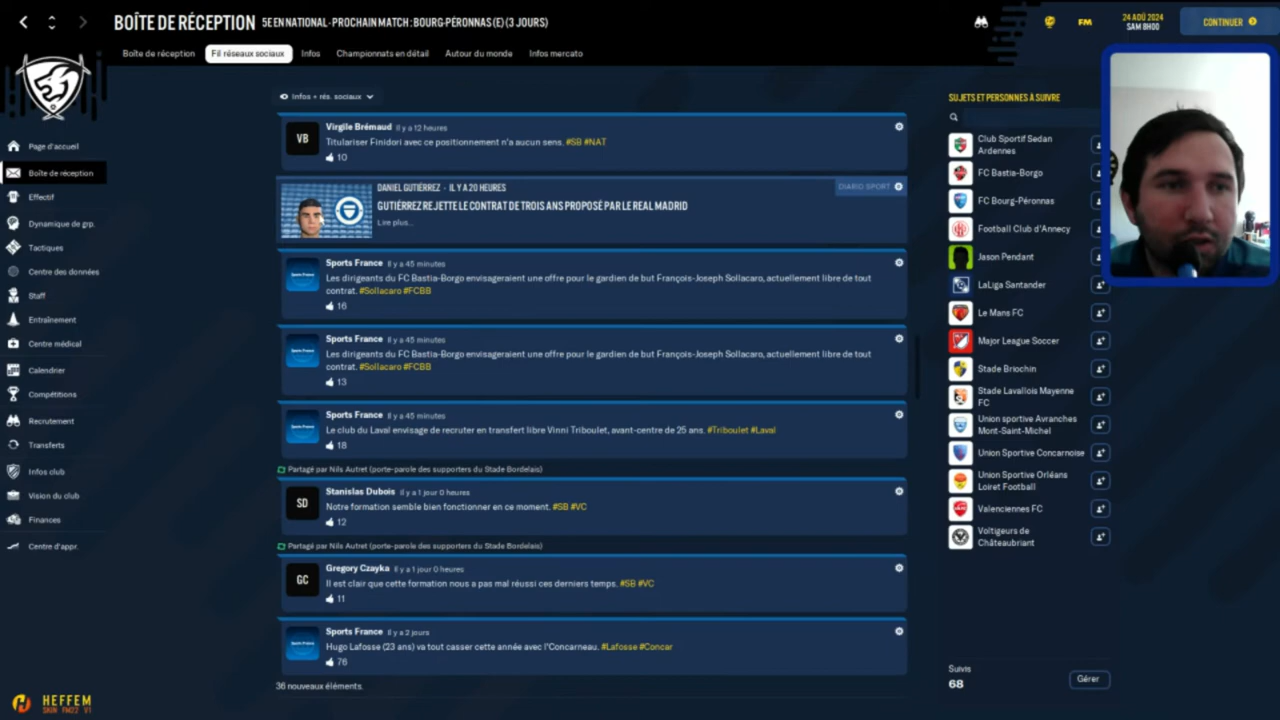 BOÎTE DE RÉCEPTION
5E EN NATIONAL - PROCHAIN MATCH : BOURG-PÉRONNAS (E) (3 JOURS)
FM
24 AOÛ 2024
SAM 8H00
CONTINUER
Boîte de réception
Fil réseaux sociaux
Infos
Championnats en détail
Autour du monde
Infos mercato
Page d'accueil
Boîte de réception
Effectif
Dynamique de grp.
Tactiques
Centre des données
Staff
Entraînement
Centre médical
Calendrier
Compétitions
Recrutement
Transferts
Infos club
Vision du club
Finances
Centre d'appr.
HEFFEM
SKIN FM22 V1
Infos + rés. sociaux
VB
Virgile Brémaud Il y a 12 heures
Titulariser Finidori avec ce positionnement n'a aucun sens. #SB #NAT
10
DANIEL GUTIÉRREZ - IL Y A 20 HEURES
DIARIO SPORT
GUTIÉRREZ REJETTE LE CONTRAT DE TROIS ANS PROPOSÉ PAR LE REAL MADRID
Lire plus...
Sports France
Sports France Il y a 45 minutes
Les dirigeants du FC Bastia-Borgo envisageraient une offre pour le gardien de but François-Joseph Sollacaro, actuellement libre de tout
contrat. #Sollacaro #FCBB
16
Sports France
Sports France Il y a 45 minutes
Les dirigeants du FC Bastia-Borgo envisageraient une offre pour le gardien de but François-Joseph Sollacaro, actuellement libre de tout
contrat. #Sollacaro #FCBB
13
Sports France
Sports France Il y a 45 minutes
Le club du Laval envisage de recruter en transfert libre Vinni Triboulet, avant-centre de 25 ans. #Triboulet #Laval
18
Partagé par Nils Autret (porte-parole des supporters du Stade Bordelais)
SD
Stanislas Dubois Il y a 1 jour 0 heures
Notre formation semble bien fonctionner en ce moment. #SB #VC
12
Partagé par Nils Autret (porte-parole des supporters du Stade Bordelais)
GC
Gregory Czayka Il y a 1 jour 0 heures
Il est clair que cette formation nous a pas mal réussi ces derniers temps. #SB #VC
11
Sports France
Sports France Il y a 2 jours
Hugo Lafosse (23 ans) va tout casser cette année avec l'Concarneau. #Lafosse #Concar
76
36 nouveaux éléments.
SUJETS ET PERSONNES À SUIVRE
Club Sportif Sedan
Ardennes
FC Bastia-Borgo
FC Bourg-Péronnas
Football Club d'Annecy
Jason Pendant
LaLiga Santander
Le Mans FC
Major League Soccer
Stade Briochin
Stade Lavallois Mayenne
FC
Union sportive Avranches
Mont-Saint-Michel
Union Sportive Concarnoise
Union Sportive Orléans
Loiret Football
Valenciennes FC
Voltigeurs de
Châteaubriant
Suivis
68
Gérer